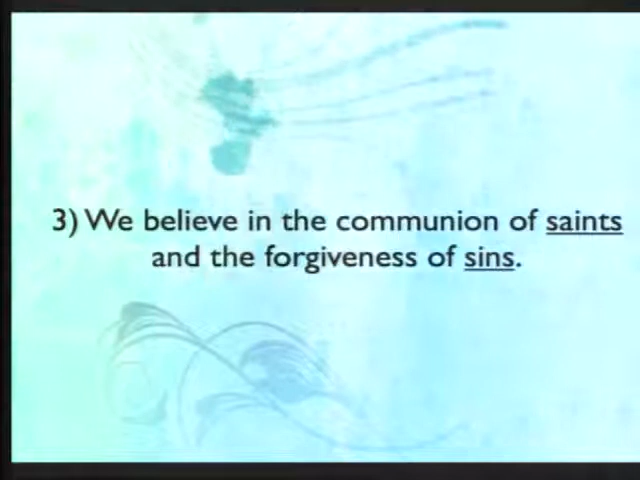 3) We believe in the communion of saints
and the forgiveness of sins.